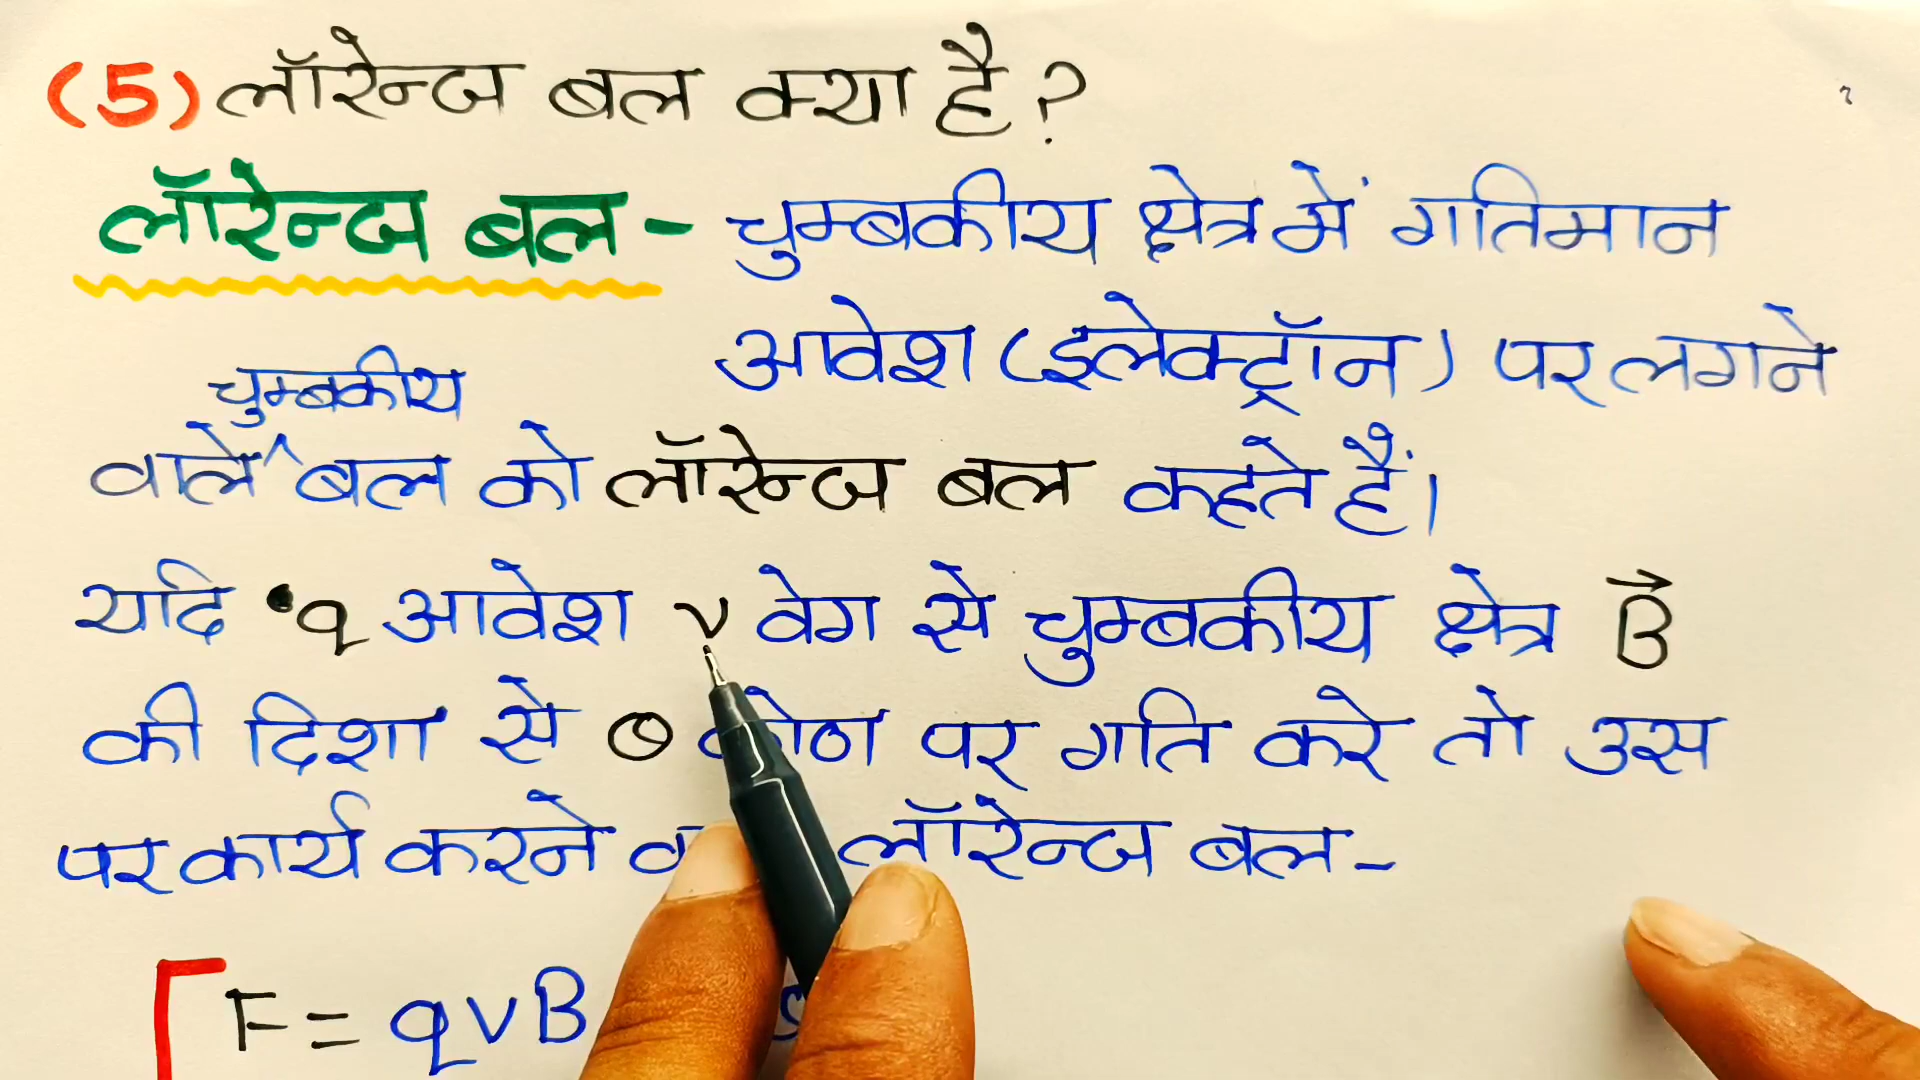 (5) लॉरेन्ज बल क्या है?
लॉरेन्ज बल - चुम्बकीय क्षेत्र में गतिमान
आवेश (इलेक्ट्रॉन) पर लगने
चुम्बकीय
वाले ^ बल को लॉरेन्ज बल कहते हैं।
यदि •q आवेश v वेग से चुम्बकीय क्षेत्र B⃗
की दिशा से θ कोण पर गति करे तो उस
पर कार्य करने लॉरेन्ज बल -
F = qvB